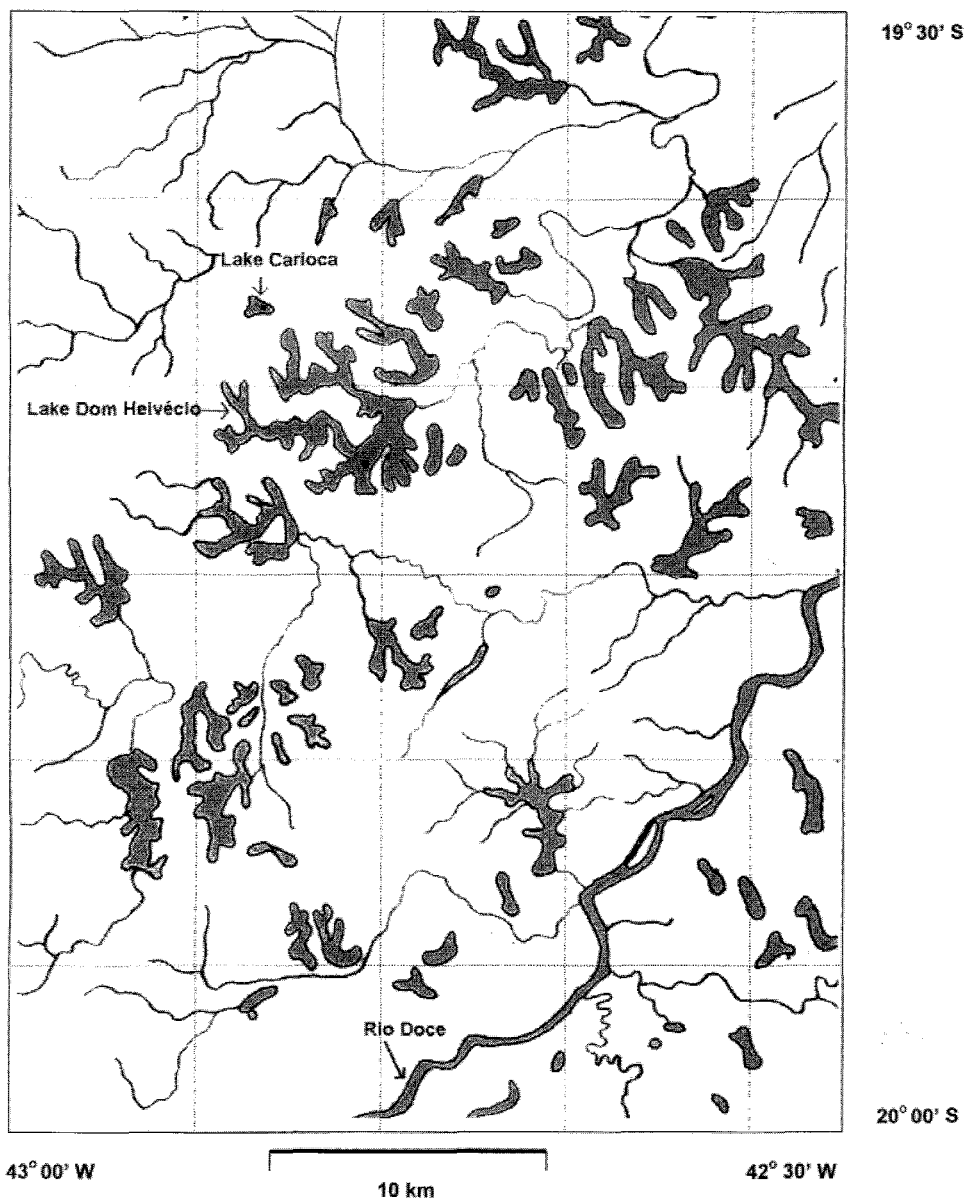 19° 30' S
Lake Carioca
Lake Dom Helvécio
Rio Doce
20° 00' S
43° 00' W
42° 30' W
10 km